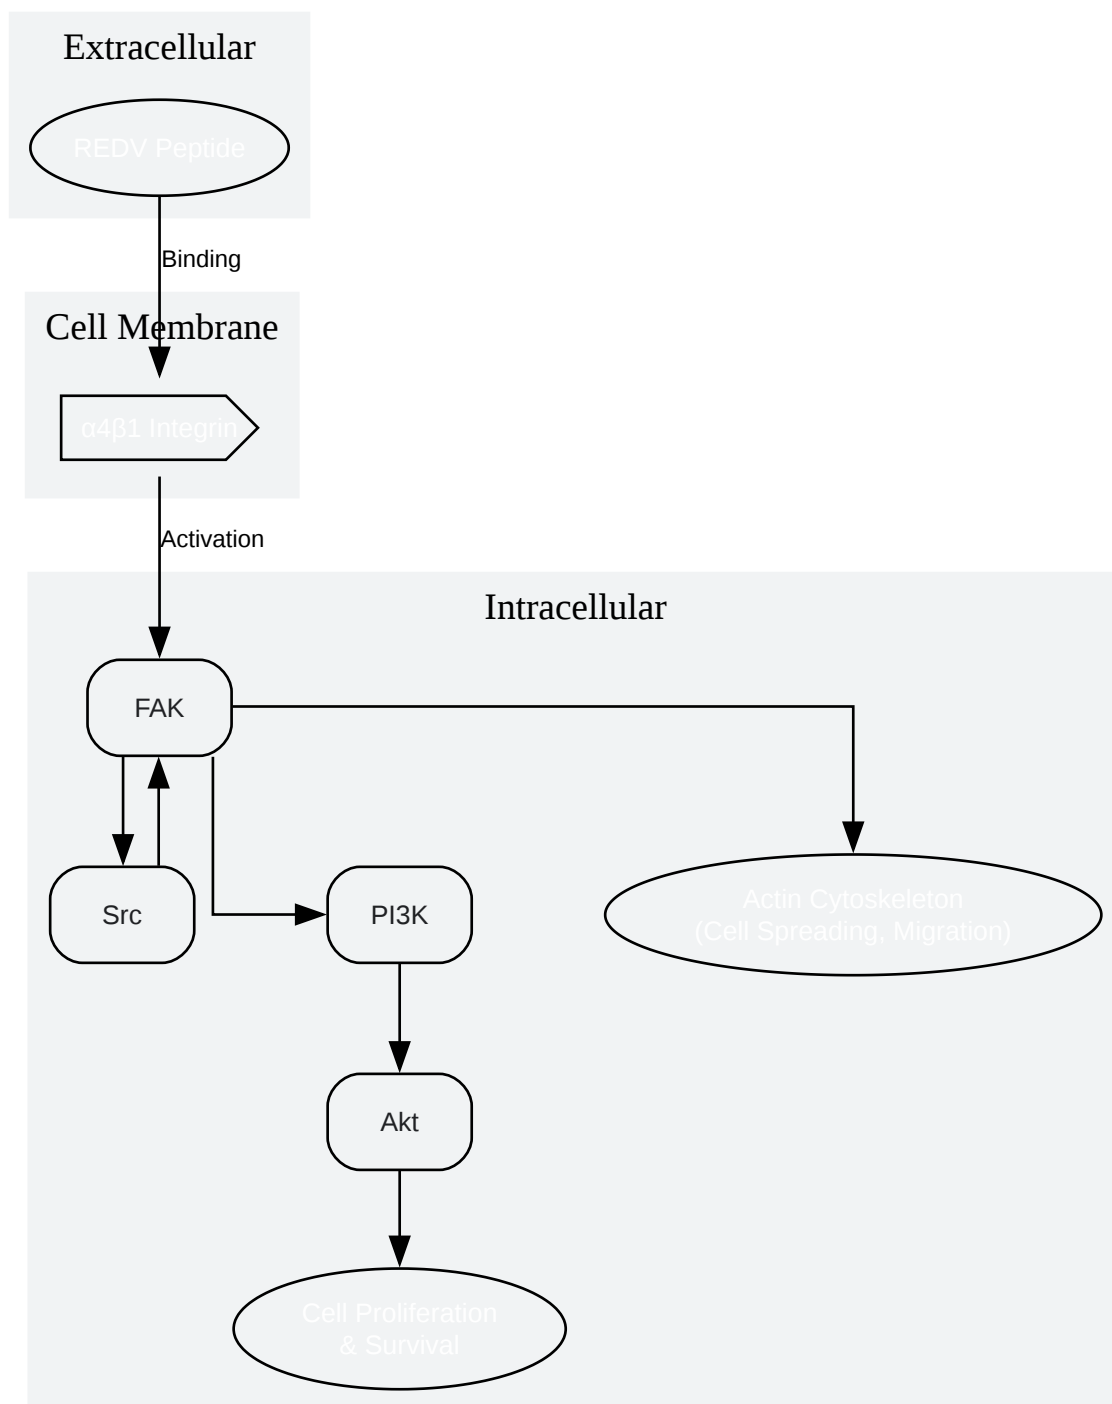 Extracellular
REDV Peptide
Binding
Cell Membrane
α4β1 Integrin
Activation
Intracellular
FAK
Src
PI3K
Actin Cytoskeleton
(Cell Spreading, Migration)
Akt
Cell Proliferation
& Survival